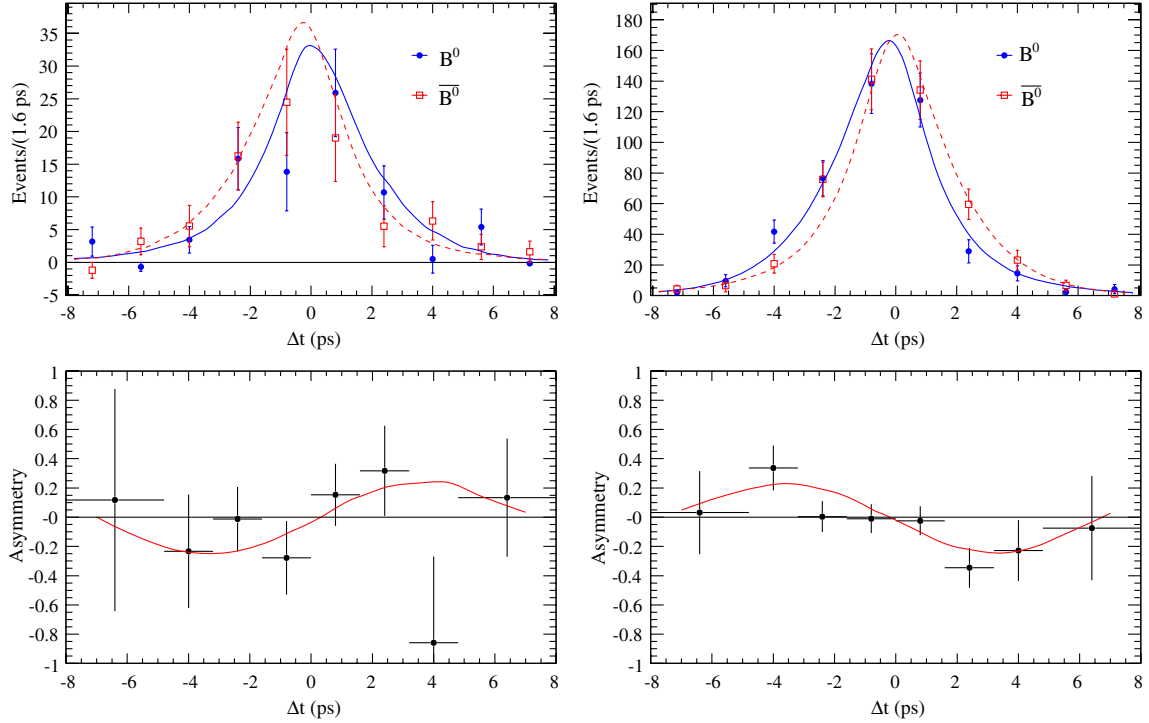 Events/(1.6 ps)
35
30
25
20
15
10
5
0
-5
B⁰
B̅⁰
-8 -6 -4 -2 0 2 4 6 8
Δt (ps)
Events/(1.6 ps)
180
160
140
120
100
80
60
40
20
0
B⁰
B̅⁰
-8 -6 -4 -2 0 2 4 6 8
Δt (ps)
Asymmetry
1
0.8
0.6
0.4
0.2
-0
-0.2
-0.4
-0.6
-0.8
-1
-8 -6 -4 -2 0 2 4 6 8
Δt (ps)
Asymmetry
1
0.8
0.6
0.4
0.2
-0
-0.2
-0.4
-0.6
-0.8
-1
-8 -6 -4 -2 0 2 4 6 8
Δt (ps)